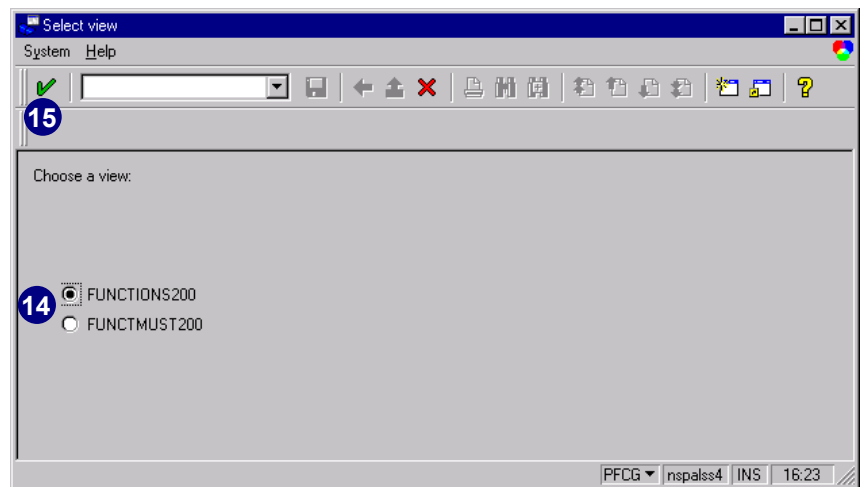 Select view
System Help
15
Choose a view:
14
FUNCTIONS200
FUNCTMUST200
PFCG nspalss4 INS 16:23